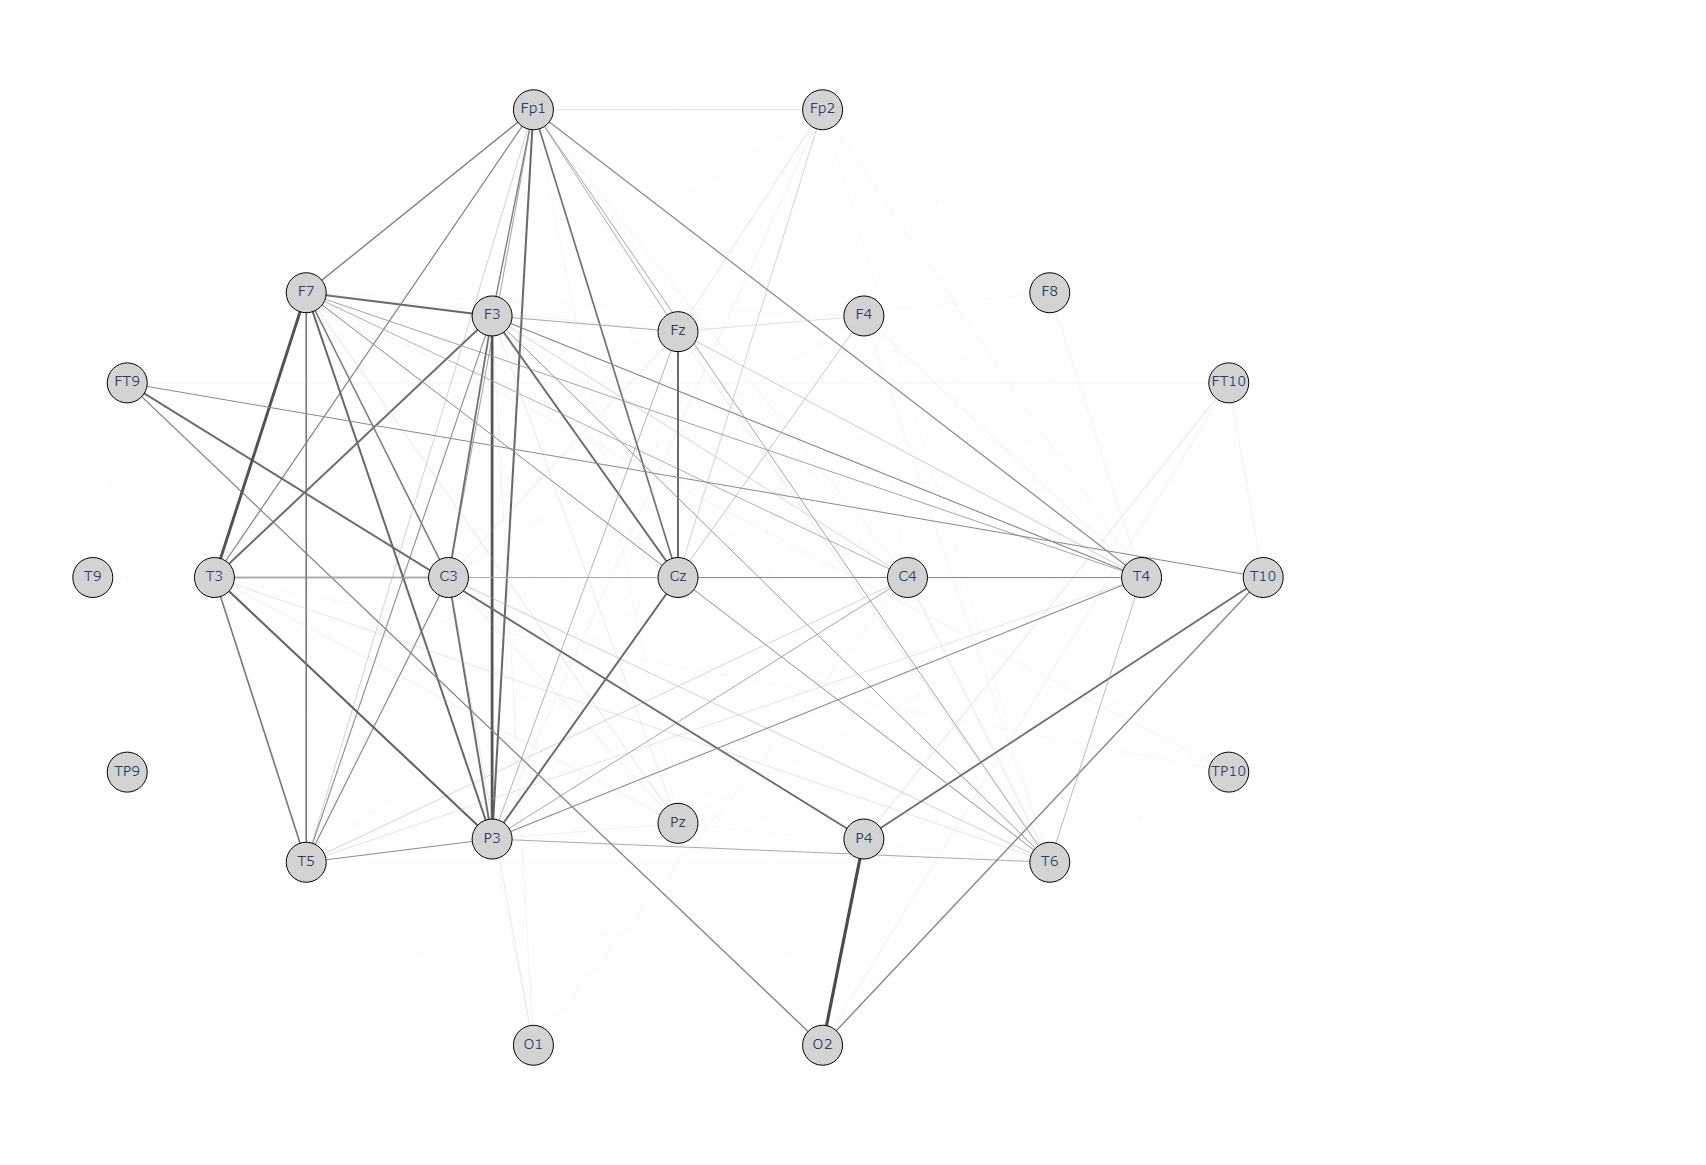 Fp1 Fp2
F7 F3 Fz F4 F8
FT9 FT10
T9 T3 C3 Cz C4 T4 T10
TP9 TP10
T5 P3 Pz P4 T6
O1 O2